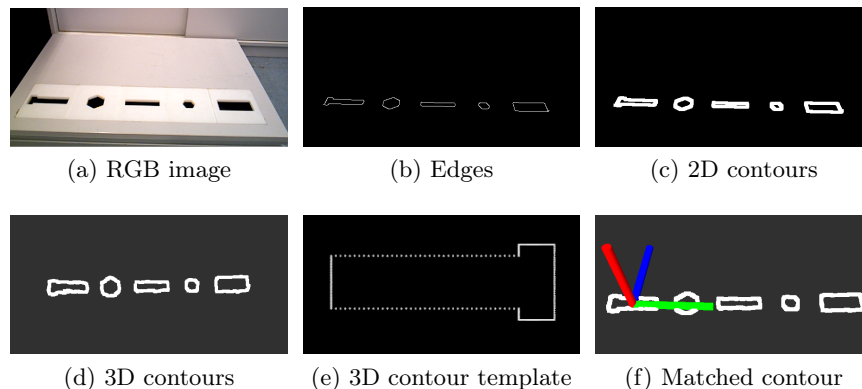 (a) RGB image (b) Edges (c) 2D contours
(d) 3D contours (e) 3D contour template (f) Matched contour